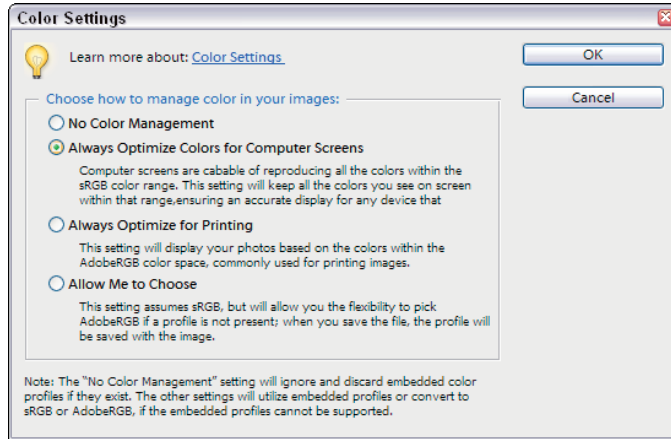 Color Settings
Learn more about: Color Settings
OK
Cancel
Choose how to manage color in your images:
No Color Management
Always Optimize Colors for Computer Screens
Computer screens are cabable of reproducing all the colors within the
sRGB color range. This setting will keep all the colors you see on screen
within that range,ensuring an accurate display for any device that
Always Optimize for Printing
This setting will display your photos based on the colors within the
AdobeRGB color space, commonly used for printing images.
Allow Me to Choose
This setting assumes sRGB, but will allow you the flexibility to pick
AdobeRGB if a profile is not present; when you save the file, the profile will
be saved with the image.
Note: The "No Color Management" setting will ignore and discard embedded color
profiles if they exist. The other settings will utilize embedded profiles or convert to
sRGB or AdobeRGB, if the embedded profiles cannot be supported.